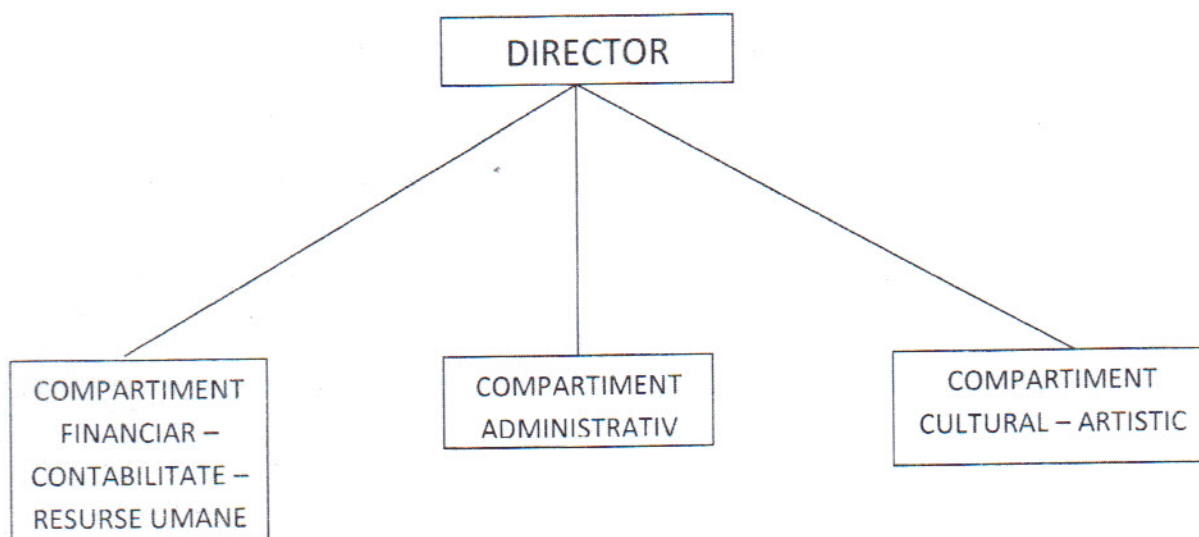 DIRECTOR
COMPARTIMENT
FINANCIAR –
CONTABILITATE –
RESURSE UMANE
COMPARTIMENT
ADMINISTRATIV
COMPARTIMENT
CULTURAL – ARTISTIC